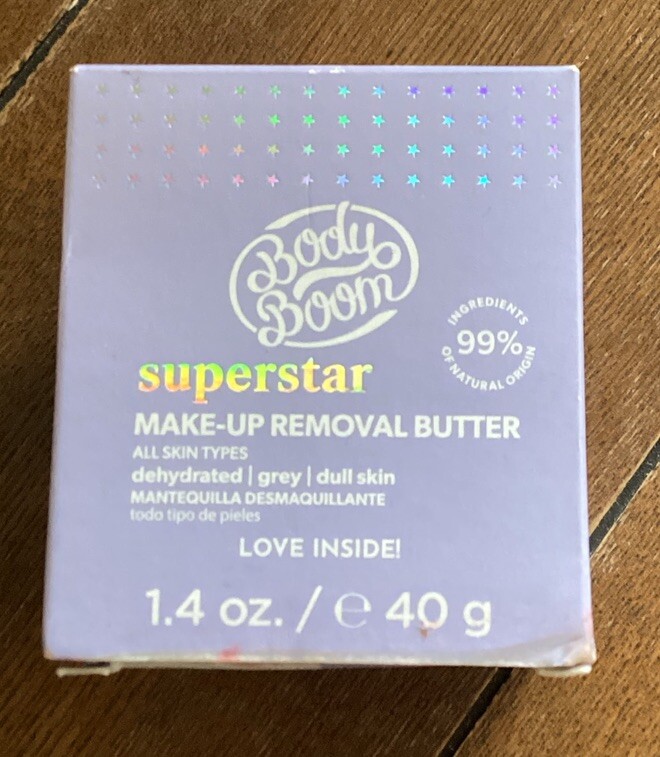 Body
Boom
INGREDIENTS
99%
OF NATURAL ORIGIN
superstar
MAKE-UP REMOVAL BUTTER
ALL SKIN TYPES
dehydrated | grey | dull skin
MANTEQUILLA DESMAQUILLANTE
todo tipo de pieles
LOVE INSIDE!
1.4 oz. / ℮ 40 g